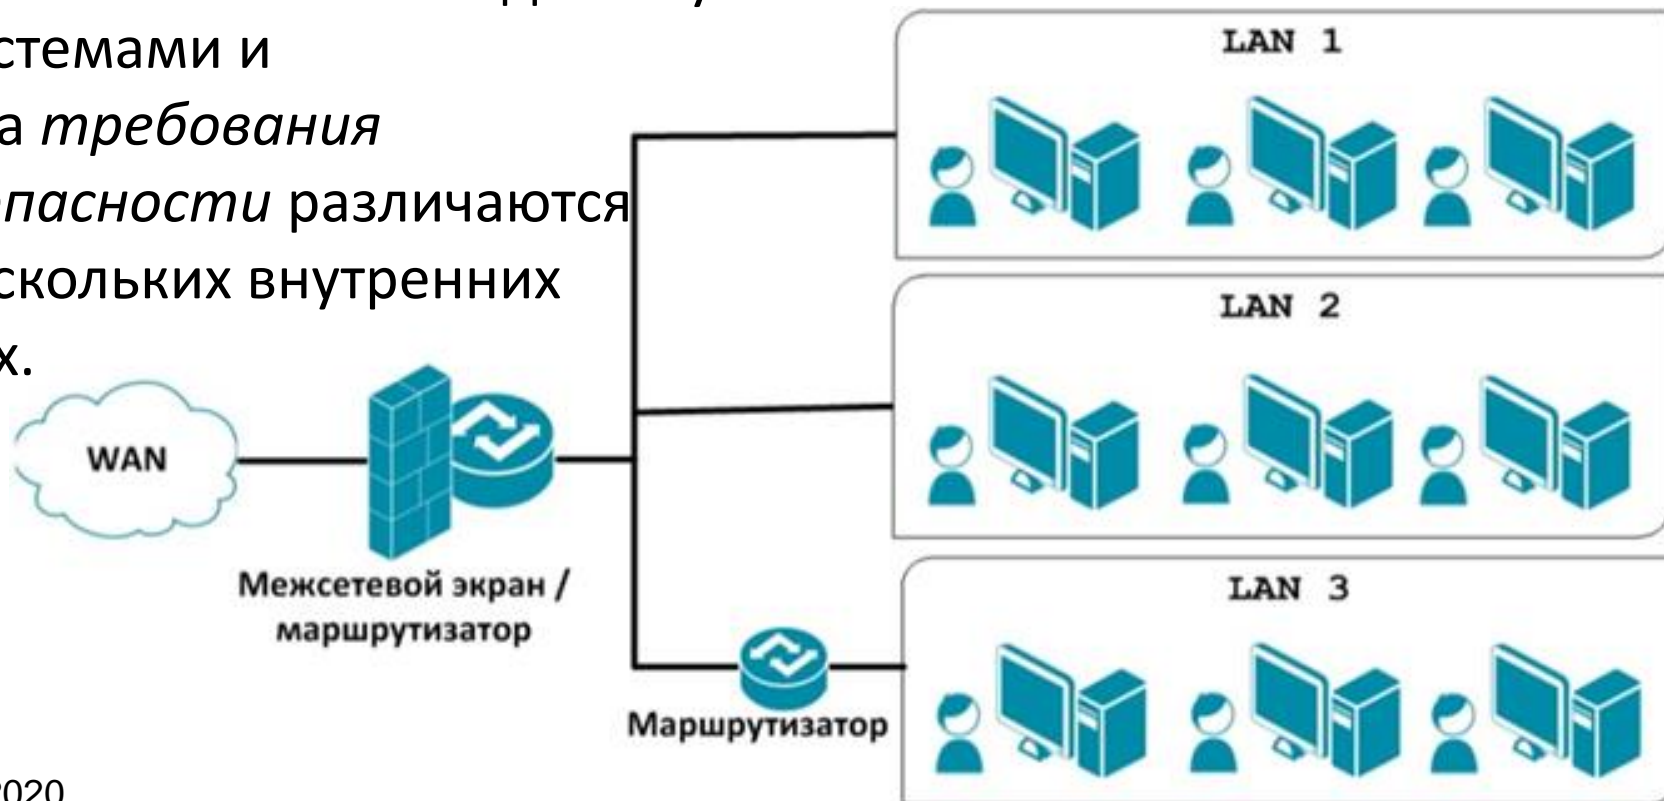 стемами и
а требования
пасности различаются
скольких внутренних
х.
LAN 1
LAN 2
WAN
Межсетевой экран /
маршрутизатор
LAN 3
Маршрутизатор
2020